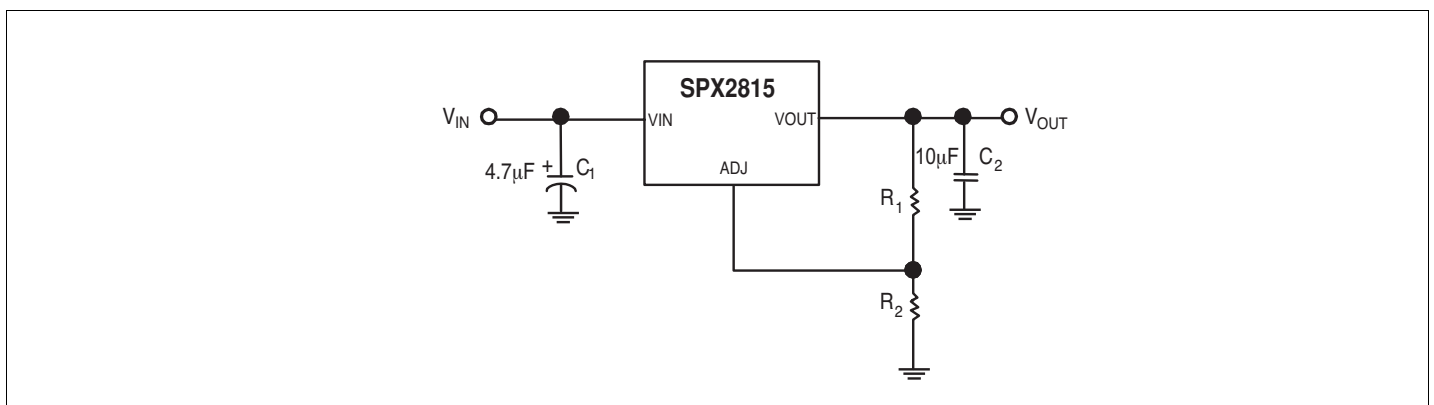 SPX2815
V_IN
VIN
VOUT
V_OUT
ADJ
4.7μF + C_1
10μF C_2
R_1
R_2